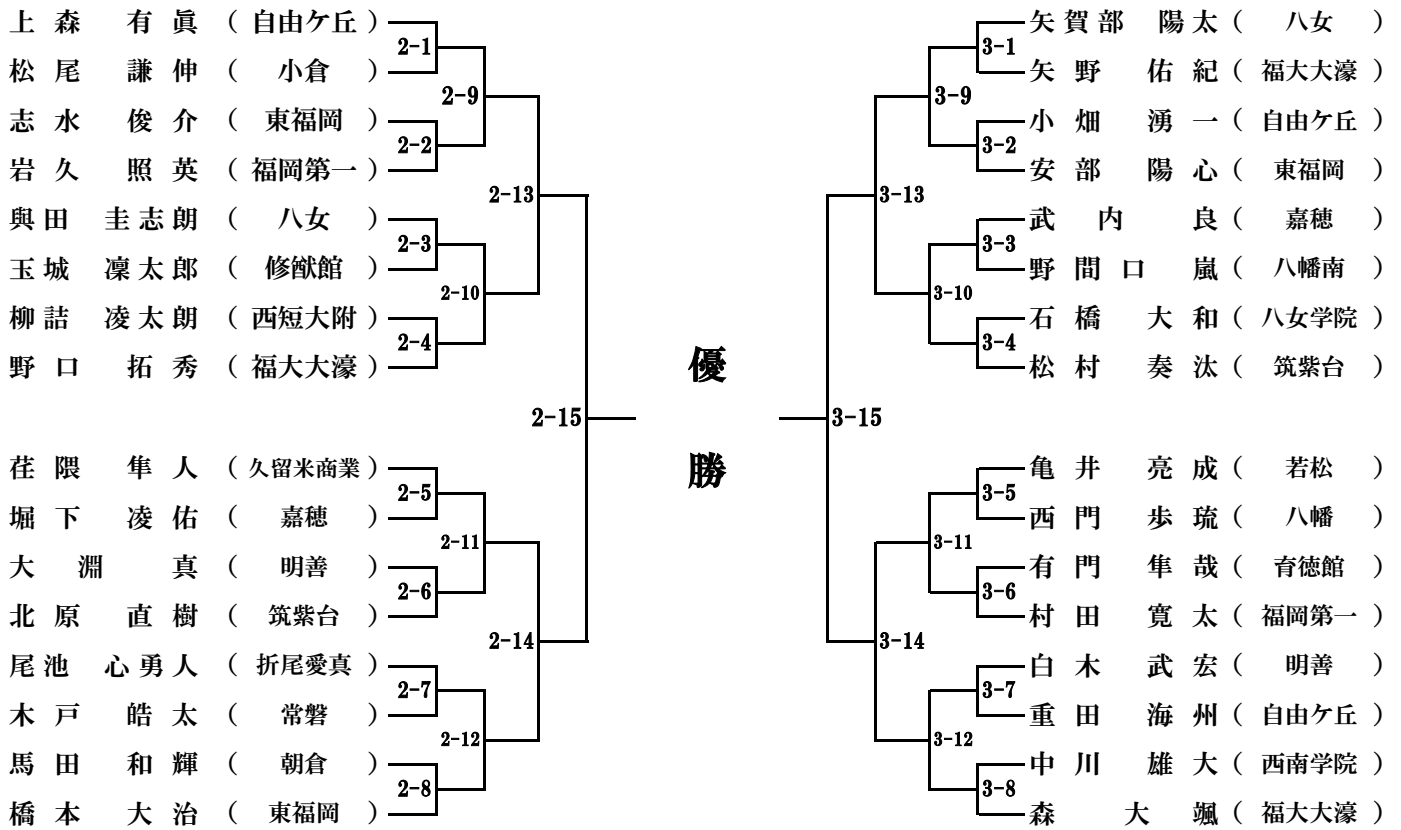 上森 有眞 （ 自由ケ丘 ）
2-1
松尾 謙伸 （ 小倉 ）
2-9
志水 俊介 （ 東福岡 ）
2-2
岩久 照英 （ 福岡第一 ）
2-13
與田 圭志朗 （ 八女 ）
2-3
玉城 凜太郎 （ 修猷館 ）
2-10
柳詰 凌太朗 （ 西短大附 ）
2-4
野口 拓秀 （ 福大大濠 ）
2-15
荏隈 隼人 （ 久留米商業 ）
2-5
堀下 凌佑 （ 嘉穂 ）
2-11
大淵 真 （ 明善 ）
2-6
北原 直樹 （ 筑紫台 ）
2-14
尾池 心勇人 （ 折尾愛真 ）
2-7
木戸 皓太 （ 常磐 ）
2-12
馬田 和輝 （ 朝倉 ）
2-8
橋本 大治 （ 東福岡 ）
優勝
矢賀部 陽太 （ 八女 ）
3-1
矢野 佑紀 （ 福大大濠 ）
3-9
小畑 湧一 （ 自由ケ丘 ）
3-2
安部 陽心 （ 東福岡 ）
3-13
武内 良 （ 嘉穂 ）
3-3
野間口 嵐 （ 八幡南 ）
3-10
石橋 大和 （ 八女学院 ）
3-4
松村 奏汰 （ 筑紫台 ）
3-15
亀井 亮成 （ 若松 ）
3-5
西門 歩琉 （ 八幡 ）
3-11
有門 隼哉 （ 育徳館 ）
3-6
村田 寛太 （ 福岡第一 ）
3-14
白木 武宏 （ 明善 ）
3-7
重田 海州 （ 自由ケ丘 ）
3-12
中川 雄大 （ 西南学院 ）
3-8
森 大颯 （ 福大大濠 ）